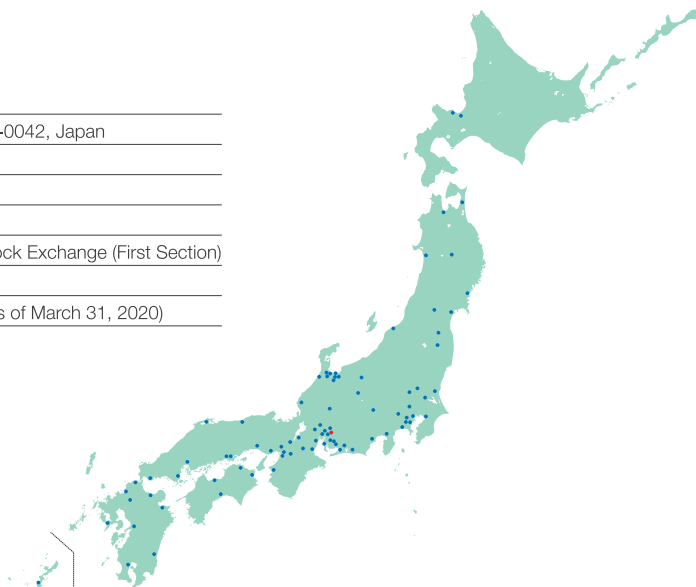 -0042, Japan
ock Exchange (First Section)
s of March 31, 2020)